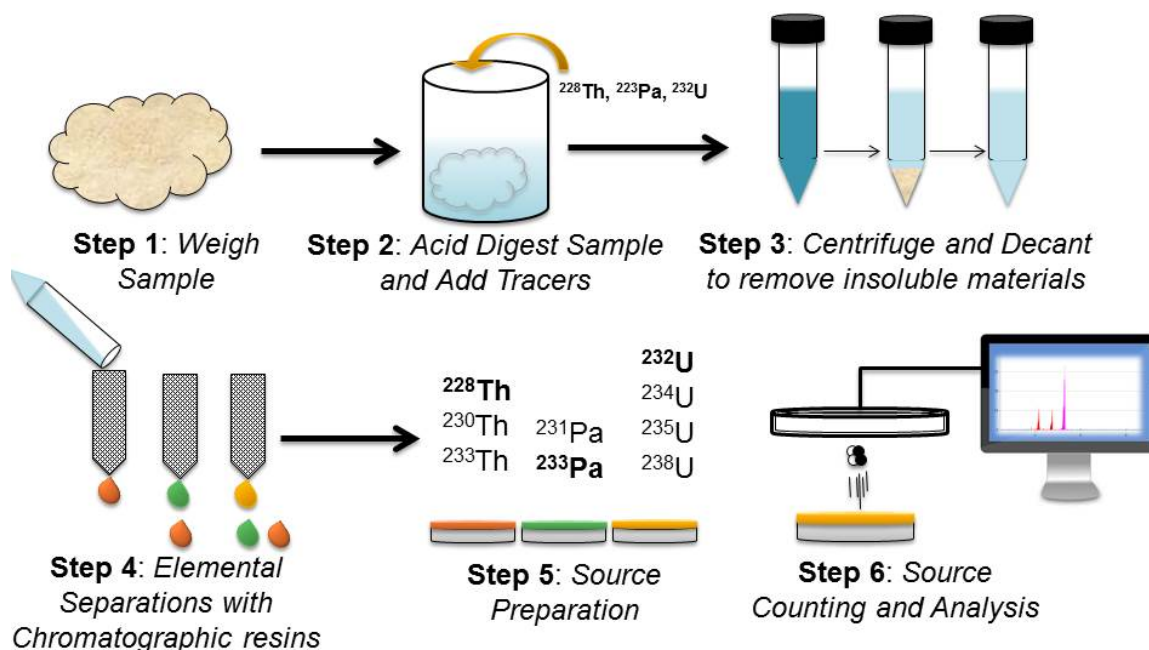 ²²⁸Th, ²²³Pa, ²³²U
Step 1: Weigh
Sample
Step 2: Acid Digest Sample
and Add Tracers
Step 3: Centrifuge and Decant
to remove insoluble materials
Step 4: Elemental
Separations with
Chromatographic resins
²²⁸Th
²³⁰Th
²³³Th
²³¹Pa
²³³Pa
²³²U
²³⁴U
²³⁵U
²³⁸U
Step 5: Source
Preparation
Step 6: Source
Counting and Analysis